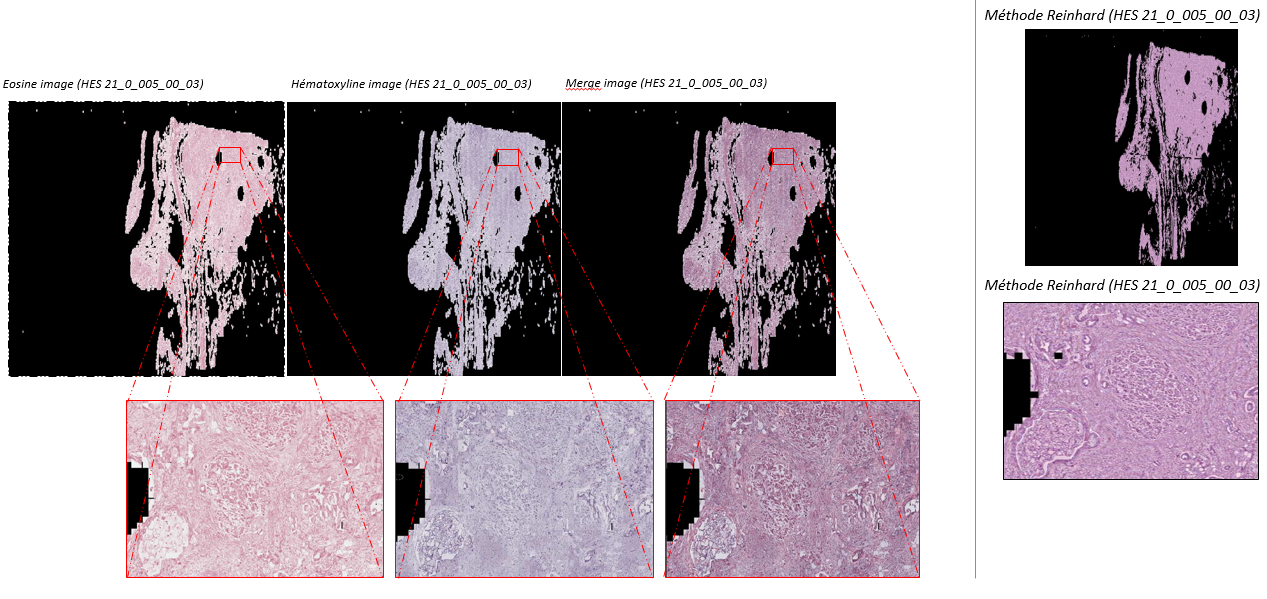 Eosine image (HES 21_0_005_00_03)
Hématoxyline image (HES 21_0_005_00_03)
Merge image (HES 21_0_005_00_03)
Méthode Reinhard (HES 21_0_005_00_03)
Méthode Reinhard (HES 21_0_005_00_03)